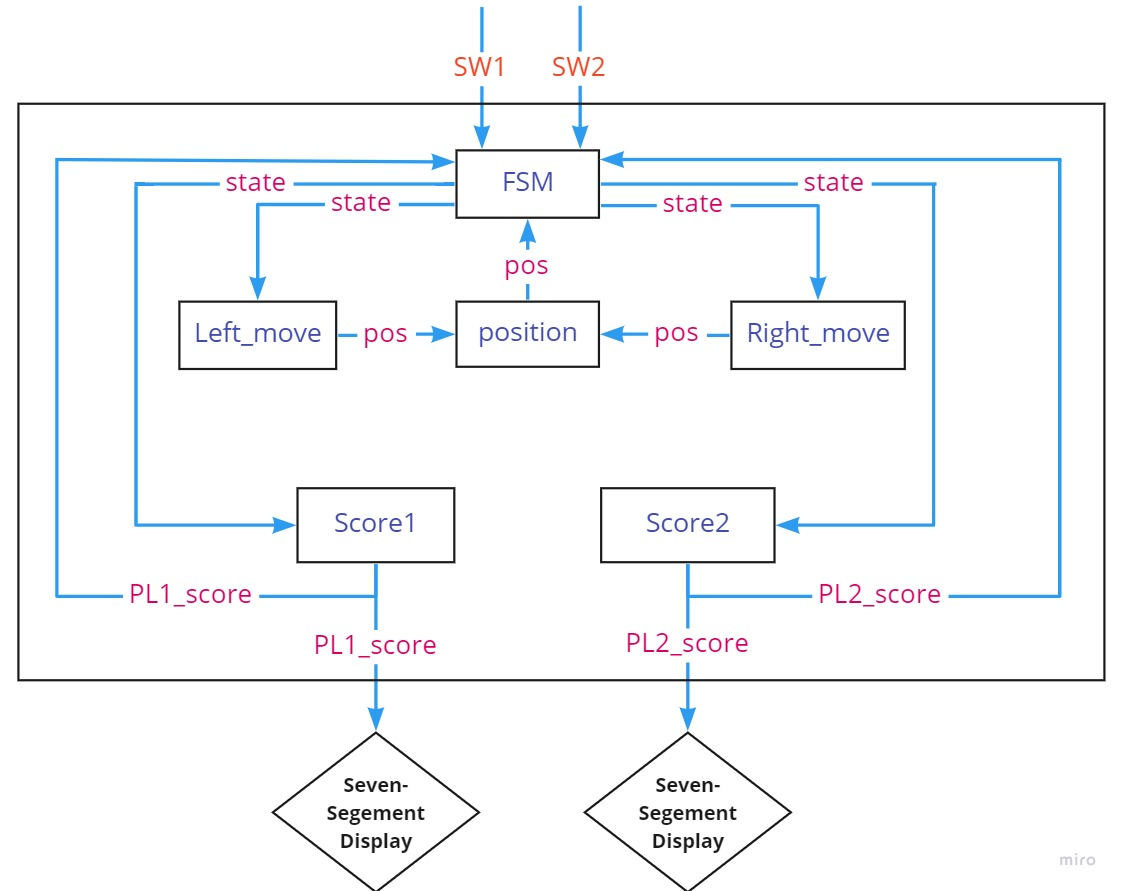 SW1 SW2
FSM
state state
state state
pos
Left_move pos position pos Right_move
Score1 Score2
PL1_score PL2_score
PL1_score PL2_score
Seven- Seven-
Segement Segement
Display Display
miro